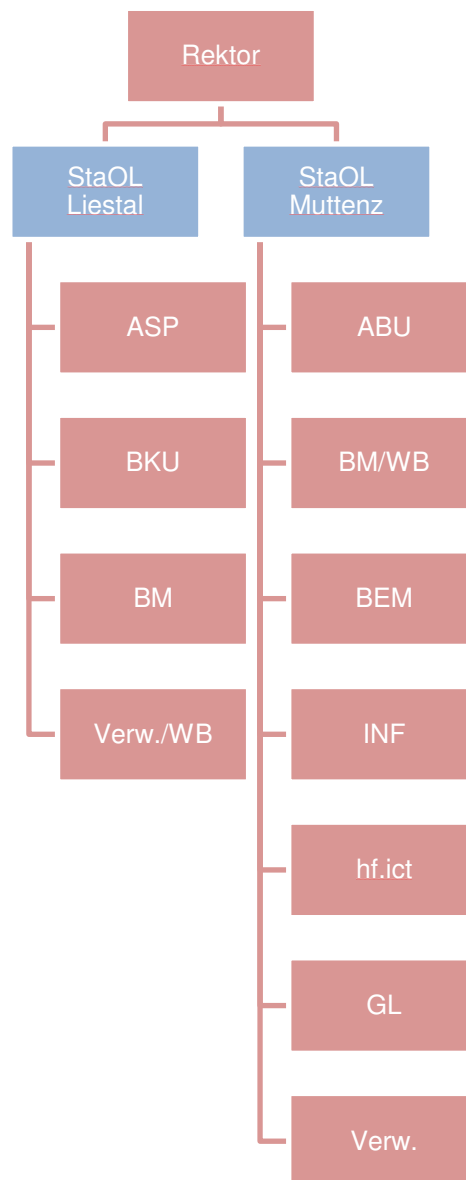 Rektor
StaOL
Liestal
ASP
BKU
BM
Verw./WB
StaOL
Muttenz
ABU
BM/WB
BEM
INF
hf.ict
GL
Verw.